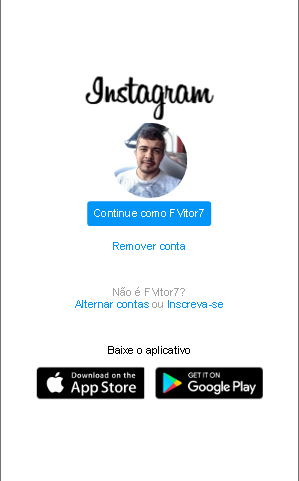 Instagram
Continue como FVitor7
Remover conta
Não é FVitor7?
Alternar contas ou Inscreva-se
Baixe o aplicativo
Download on the
App Store
GET IT ON
Google Play